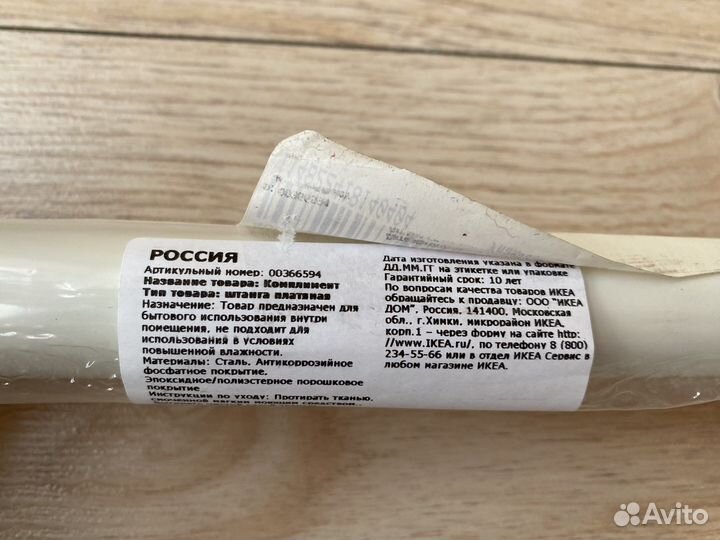 РОССИЯ
Артикульный номер: 00366594
Название товара: Комплимент
Тип товара: штанга платяная
Назначение: Товар предназначен для
бытового использования внутри
помещения, не подходит для
использования в условиях
повышенной влажности.
Материалы: Сталь. Антикоррозийное
фосфатное покрытие.
Эпоксидное/полиэстерное порошковое
покрытие
Инструкции по уходу: Протирать тканью,
смоченной мягким моющим средством.
Дата изготовления указана в формате
ДД.ММ.ГГ на этикетке или упаковке
Гарантийный срок: 10 лет
По вопросам качества товаров ИКЕА
обращайтесь к продавцу: ООО "ИКЕА
ДОМ", Россия, 141400, Московская
обл., г.Химки, микрорайон ИКЕА,
корп.1 – через форму на сайте http:
//www.IKEA.ru/, по телефону 8 (800)
234-55-66 или в отдел ИКЕА Сервис в
любом магазине ИКЕА.
Avito